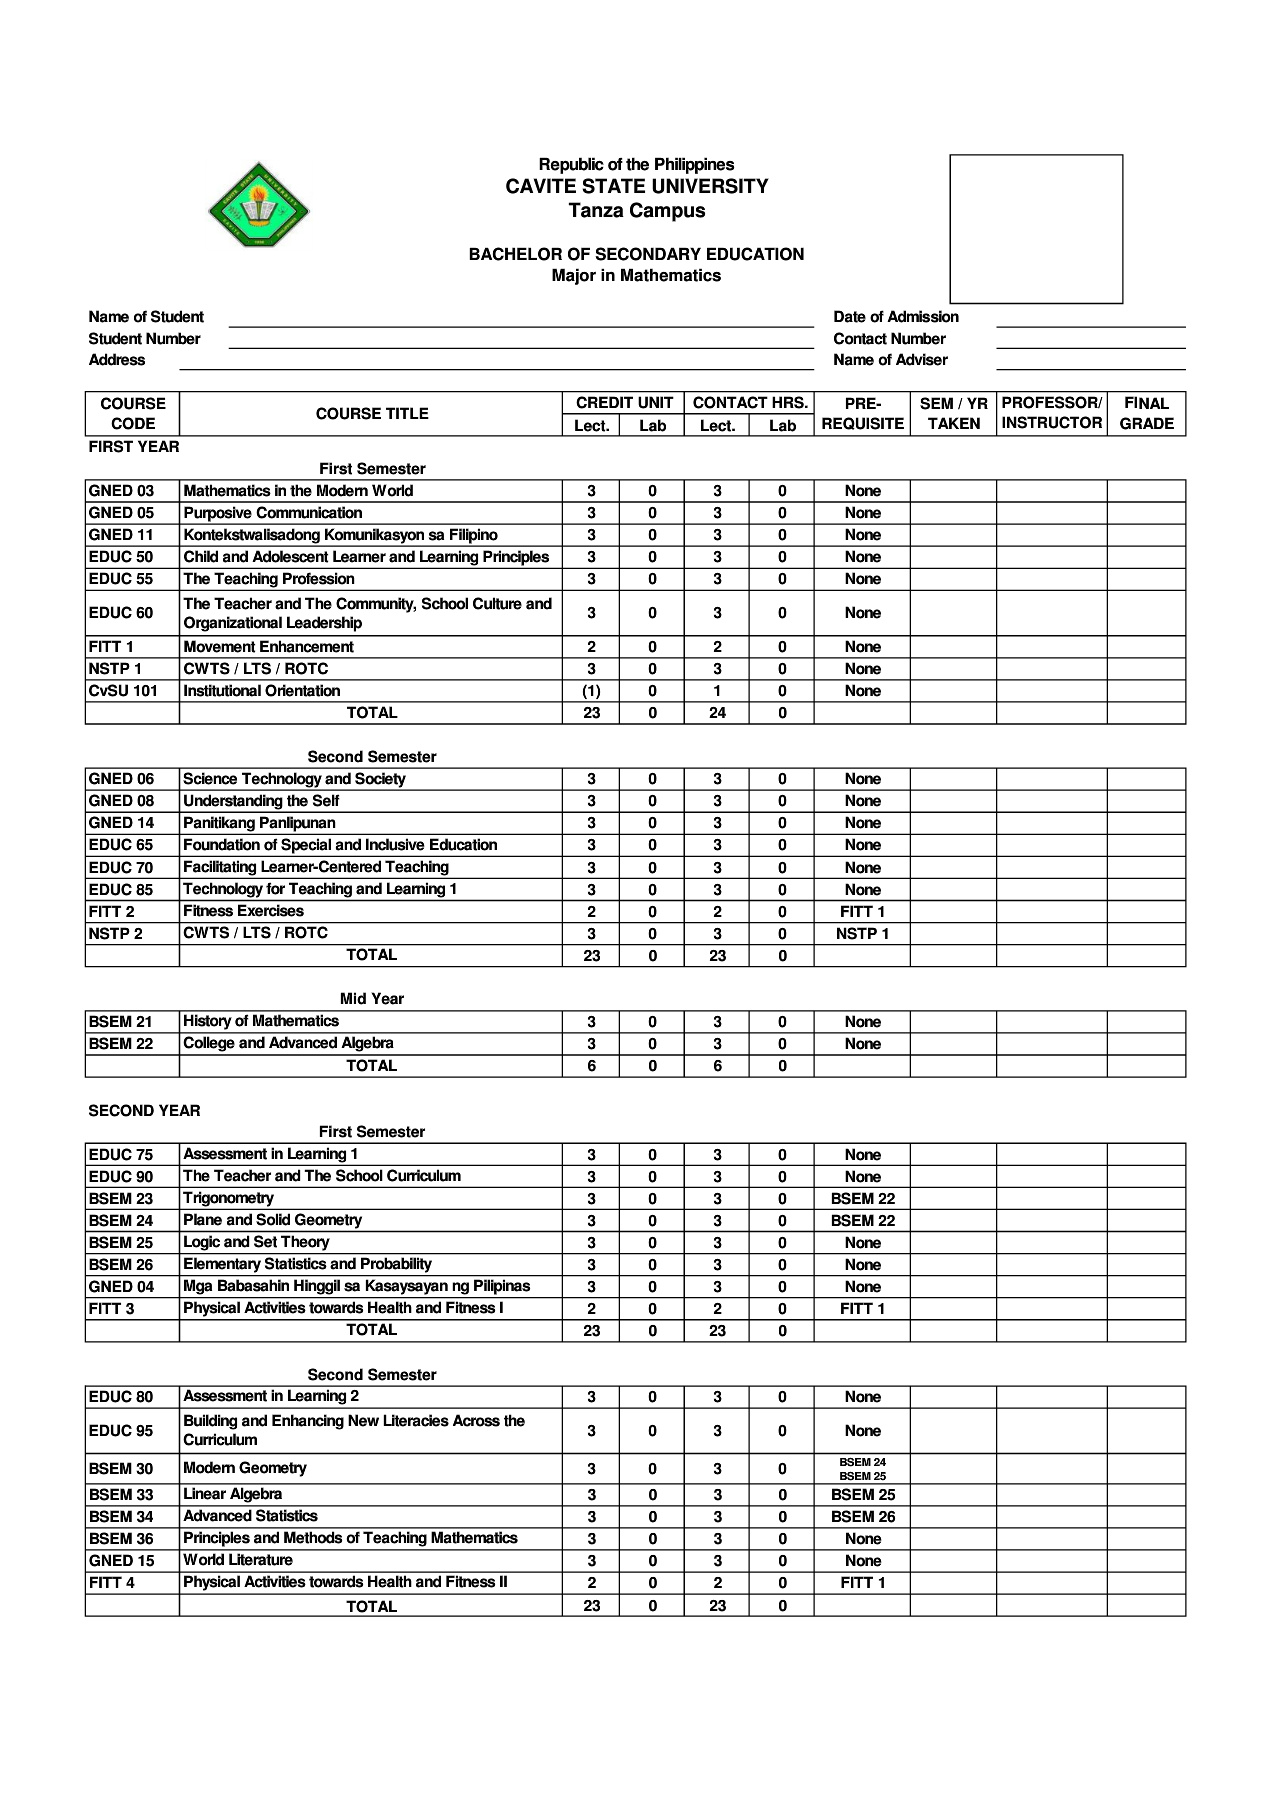 Republic of the Philippines
CAVITE STATE UNIVERSITY
Tanza Campus
BACHELOR OF SECONDARY EDUCATION
Major in Mathematics
Name of Student Date of Admission
Student Number Contact Number
Address Name of Adviser
COURSE CODE COURSE TITLE CREDIT UNIT Lect. Lab CONTACT HRS. Lect. Lab PRE-REQUISITE SEM / YR TAKEN PROFESSOR/ INSTRUCTOR FINAL GRADE
FIRST YEAR
First Semester
GNED 03 Mathematics in the Modern World 3 0 3 0 None
GNED 05 Purposive Communication 3 0 3 0 None
GNED 11 Kontekstwalisadong Komunikasyon sa Filipino 3 0 3 0 None
EDUC 50 Child and Adolescent Learner and Learning Principles 3 0 3 0 None
EDUC 55 The Teaching Profession 3 0 3 0 None
EDUC 60 The Teacher and The Community, School Culture and Organizational Leadership 3 0 3 0 None
FITT 1 Movement Enhancement 2 0 2 0 None
NSTP 1 CWTS / LTS / ROTC 3 0 3 0 None
CvSU 101 Institutional Orientation (1) 0 1 0 None
TOTAL 23 0 24 0
Second Semester
GNED 06 Science Technology and Society 3 0 3 0 None
GNED 08 Understanding the Self 3 0 3 0 None
GNED 14 Panitikang Panlipunan 3 0 3 0 None
EDUC 65 Foundation of Special and Inclusive Education 3 0 3 0 None
EDUC 70 Facilitating Learner-Centered Teaching 3 0 3 0 None
EDUC 85 Technology for Teaching and Learning 1 3 0 3 0 None
FITT 2 Fitness Exercises 2 0 2 0 FITT 1
NSTP 2 CWTS / LTS / ROTC 3 0 3 0 NSTP 1
TOTAL 23 0 23 0
Mid Year
BSEM 21 History of Mathematics 3 0 3 0 None
BSEM 22 College and Advanced Algebra 3 0 3 0 None
TOTAL 6 0 6 0
SECOND YEAR
First Semester
EDUC 75 Assessment in Learning 1 3 0 3 0 None
EDUC 90 The Teacher and The School Curriculum 3 0 3 0 None
BSEM 23 Trigonometry 3 0 3 0 BSEM 22
BSEM 24 Plane and Solid Geometry 3 0 3 0 BSEM 22
BSEM 25 Logic and Set Theory 3 0 3 0 None
BSEM 26 Elementary Statistics and Probability 3 0 3 0 None
GNED 04 Mga Babasahin Hinggil sa Kasaysayan ng Pilipinas 3 0 3 0 None
FITT 3 Physical Activities towards Health and Fitness I 2 0 2 0 FITT 1
TOTAL 23 0 23 0
Second Semester
EDUC 80 Assessment in Learning 2 3 0 3 0 None
EDUC 95 Building and Enhancing New Literacies Across the Curriculum 3 0 3 0 None
BSEM 30 Modern Geometry 3 0 3 0 BSEM 24 BSEM 25
BSEM 33 Linear Algebra 3 0 3 0 BSEM 25
BSEM 34 Advanced Statistics 3 0 3 0 BSEM 26
BSEM 36 Principles and Methods of Teaching Mathematics 3 0 3 0 None
GNED 15 World Literature 3 0 3 0 None
FITT 4 Physical Activities towards Health and Fitness II 2 0 2 0 FITT 1
TOTAL 23 0 23 0